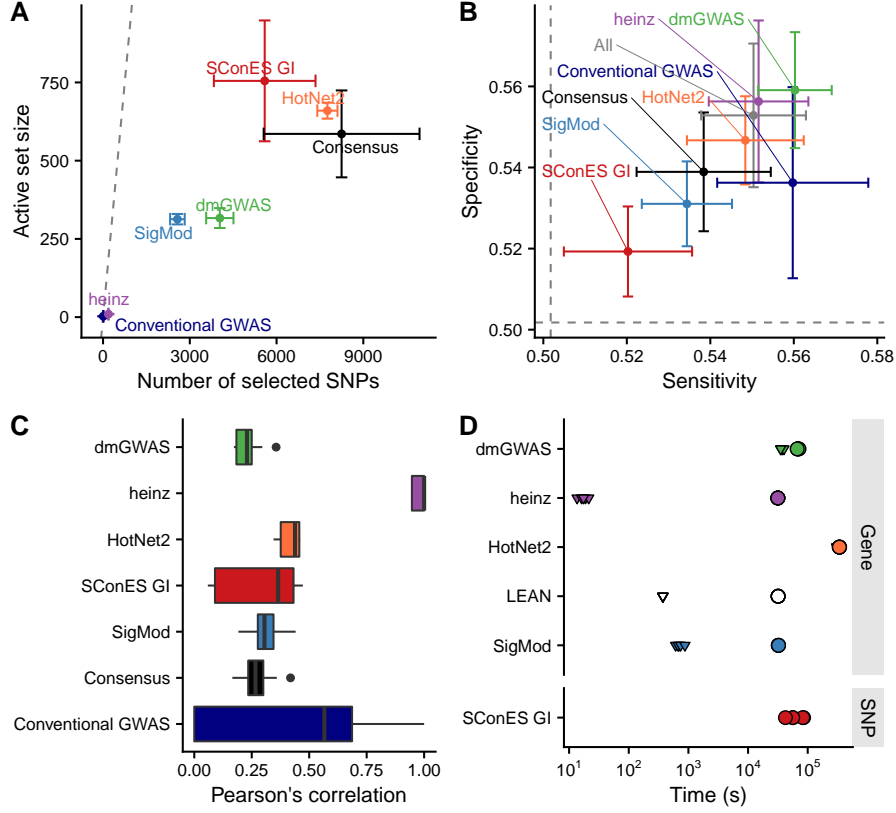 A
750
500
250
0
Active set size
SConES GI
HotNet2
Consensus
dmGWAS
SigMod
heinz
Conventional GWAS
0
3000
6000
9000
Number of selected SNPs
B
0.56
0.54
0.52
0.50
Specificity
heinz
dmGWAS
All
Conventional GWAS
Consensus
HotNet2
SigMod
SConES GI
0.50
0.52
0.54
0.56
0.58
Sensitivity
C
dmGWAS
heinz
HotNet2
SConES GI
SigMod
Consensus
Conventional GWAS
0.00
0.25
0.50
0.75
1.00
Pearson's correlation
D
dmGWAS
heinz
HotNet2
LEAN
SigMod
SConES GI
Gene
SNP
10¹
10²
10³
10⁴
10⁵
Time (s)